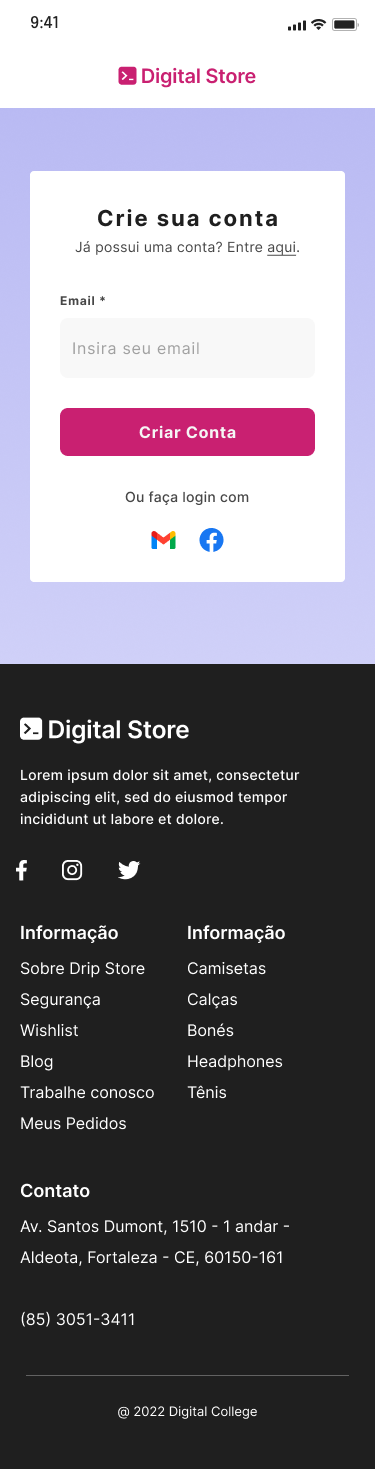 9:41
Digital Store
Crie sua conta
Já possui uma conta? Entre aqui.
Email *
Insira seu email
Criar Conta
Ou faça login com
Digital Store
Lorem ipsum dolor sit amet, consectetur
adipiscing elit, sed do eiusmod tempor
incididunt ut labore et dolore.
Informação
Sobre Drip Store
Segurança
Wishlist
Blog
Trabalhe conosco
Meus Pedidos
Informação
Camisetas
Calças
Bonés
Headphones
Tênis
Contato
Av. Santos Dumont, 1510 - 1 andar -
Aldeota, Fortaleza - CE, 60150-161
(85) 3051-3411
@ 2022 Digital College